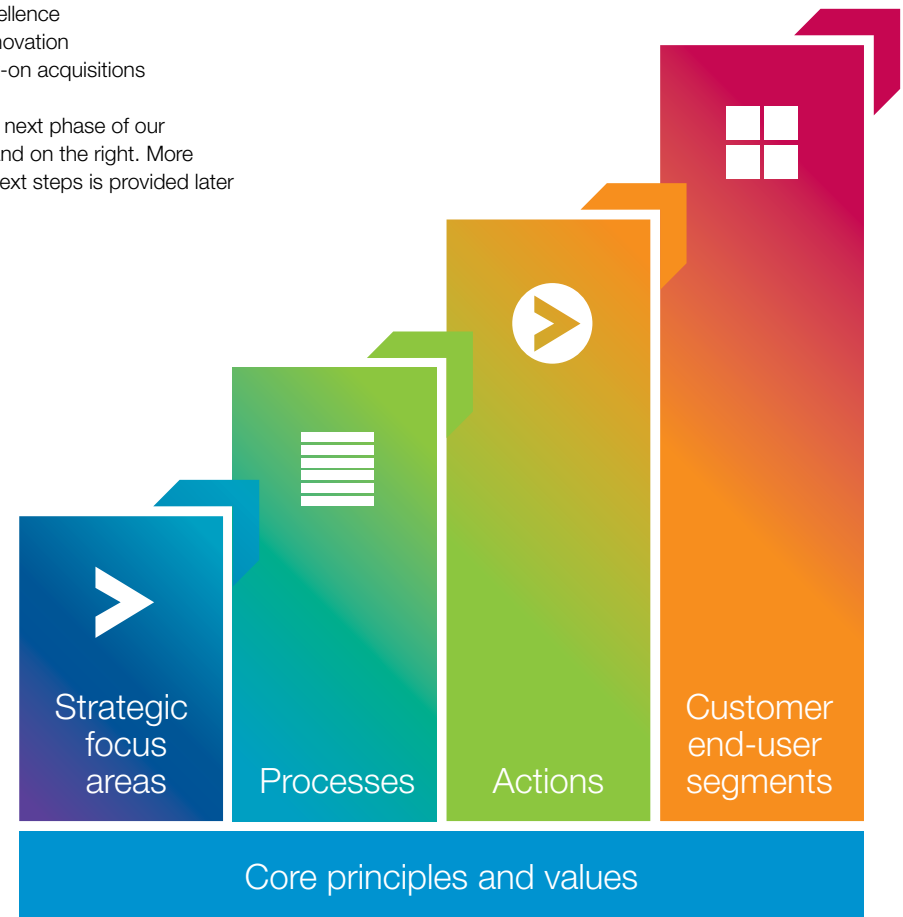 ellence
novation
-on acquisitions
next phase of our
and on the right. More
ext steps is provided later
Strategic
focus
areas
Processes
Actions
Customer
end-user
segments
Core principles and values